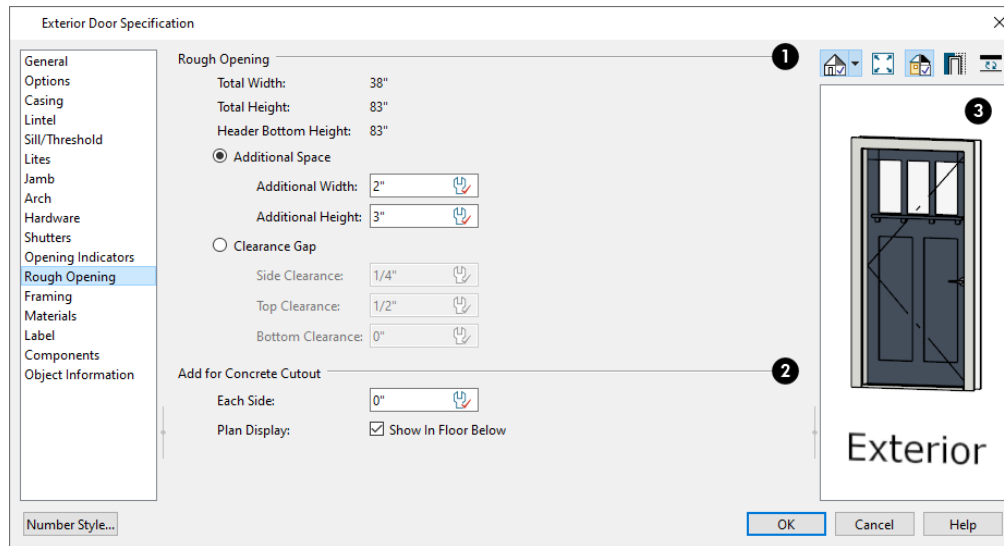 Exterior Door Specification
General
Options
Casing
Lintel
Sill/Threshold
Lites
Jamb
Arch
Hardware
Shutters
Opening Indicators
Rough Opening
Framing
Materials
Label
Components
Object Information
Rough Opening
1
Total Width: 38"
Total Height: 83"
Header Bottom Height: 83"
Additional Space
Additional Width: 2"
Additional Height: 3"
Clearance Gap
Side Clearance: 1/4"
Top Clearance: 1/2"
Bottom Clearance: 0"
Add for Concrete Cutout
2
Each Side: 0"
Plan Display: Show In Floor Below
3
Exterior
Number Style...
OK Cancel Help